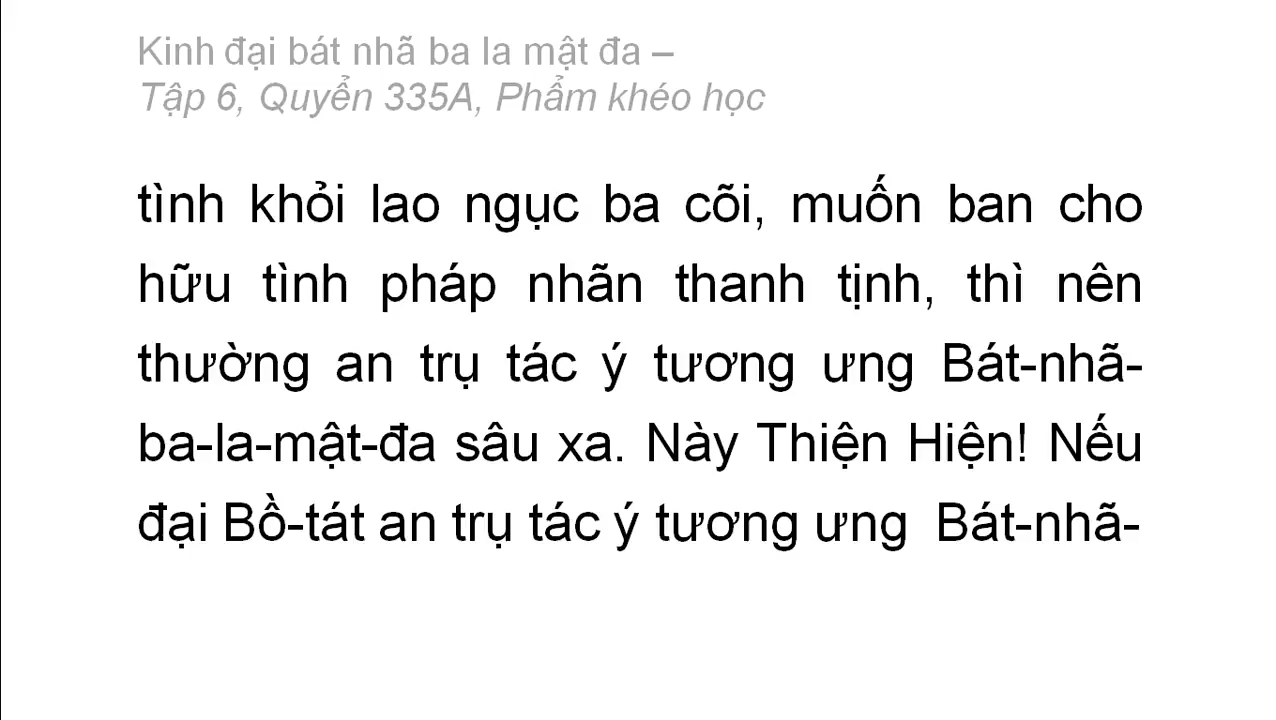 Kinh đại bát nhã ba la mật đa –
Tập 6, Quyển 335A, Phẩm khéo học
tình khỏi lao ngục ba cõi, muốn ban cho
hữu tình pháp nhãn thanh tịnh, thì nên
thường an trụ tác ý tương ưng Bát-nhã-
ba-la-mật-đa sâu xa. Này Thiện Hiện! Nếu
đại Bồ-tát an trụ tác ý tương ưng Bát-nhã-